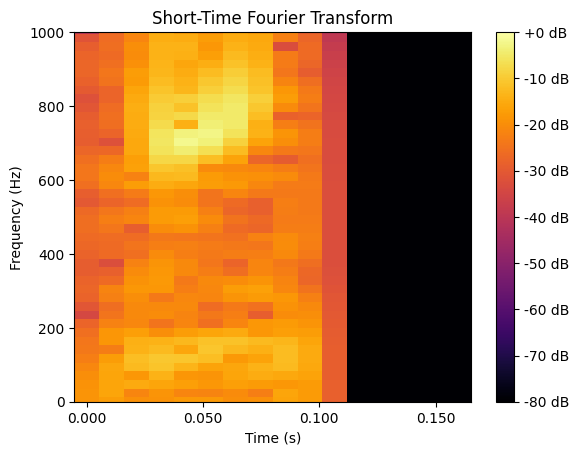 Short-Time Fourier Transform
1000
800
600
400
200
0
Frequency (Hz)
0.000
0.050
0.100
0.150
Time (s)
+0 dB
-10 dB
-20 dB
-30 dB
-40 dB
-50 dB
-60 dB
-70 dB
-80 dB